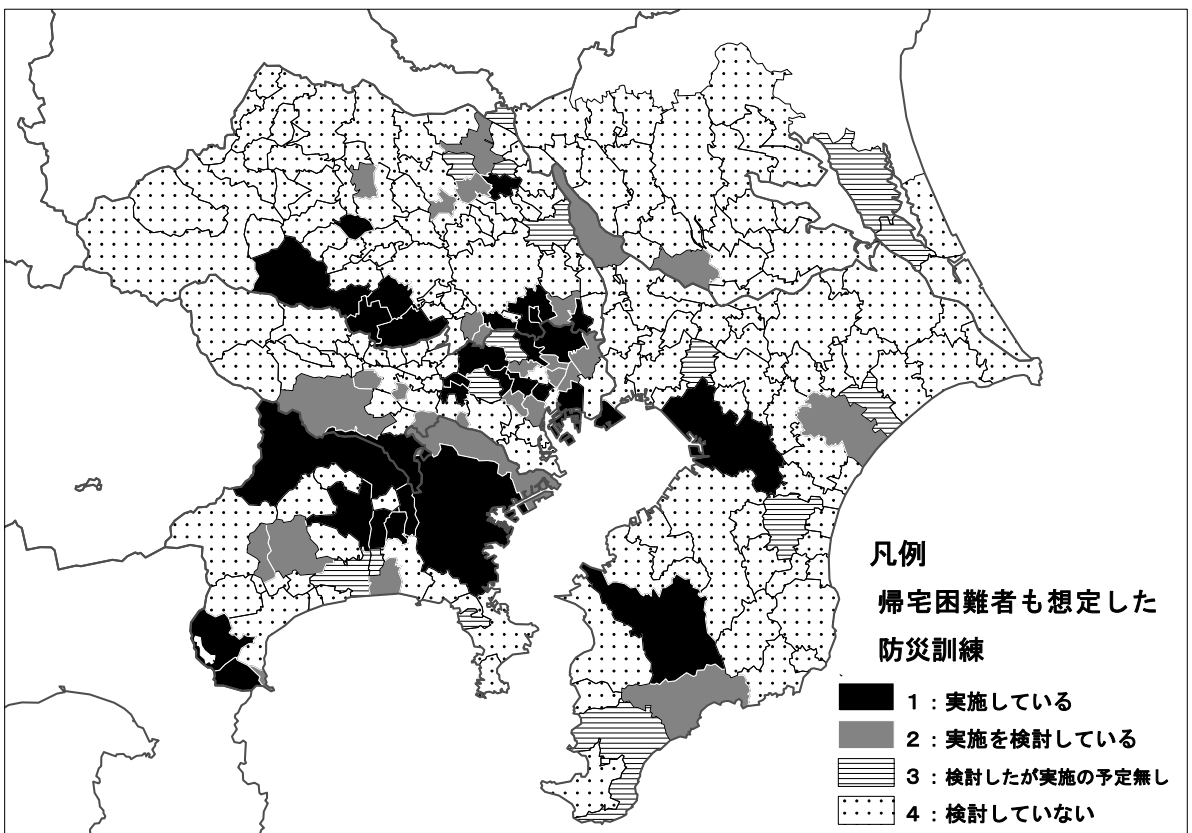 凡例
帰宅困難者も想定した
防災訓練
１：実施している
２：実施を検討している
３：検討したが実施の予定無し
４：検討していない